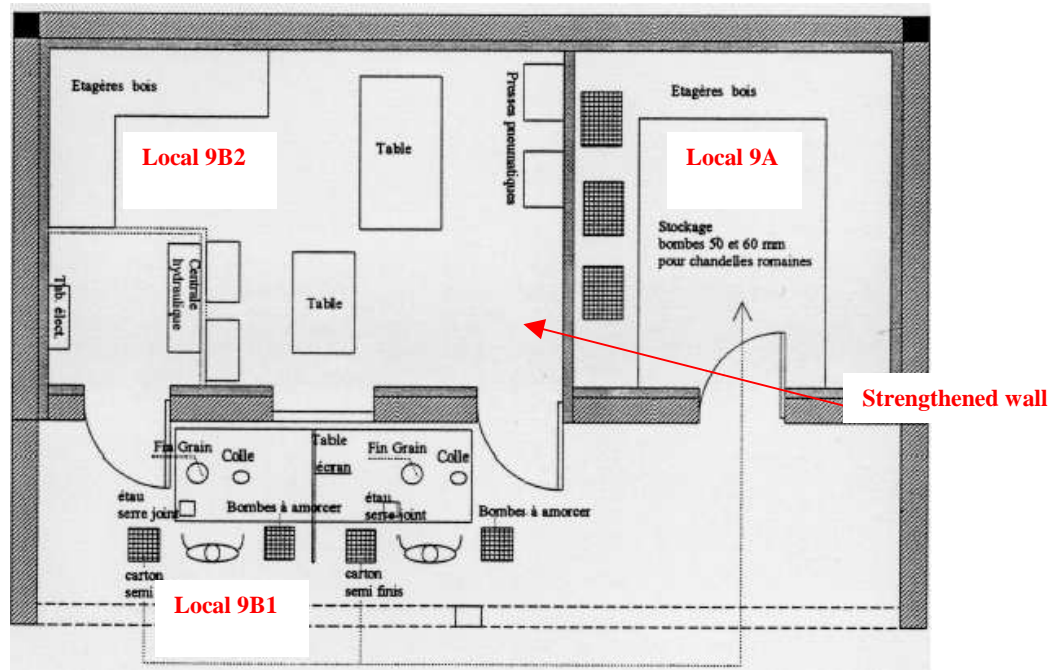 Etagères bois
Local 9B2
Table
Presses pneumatiques
Etagères bois
Local 9A
Stockage
bombes 50 et 60 mm
pour chandelles romaines
Centrale
hydraulique
Tab. élect.
Table
Strengthened wall
Fin Grain
Colle
Table
écran
Fin Grain
Colle
étau
serre joint
Bombes à amorcer
étau
serre joint
Bombes à amorcer
carton
semi
carton
semi finis
Local 9B1